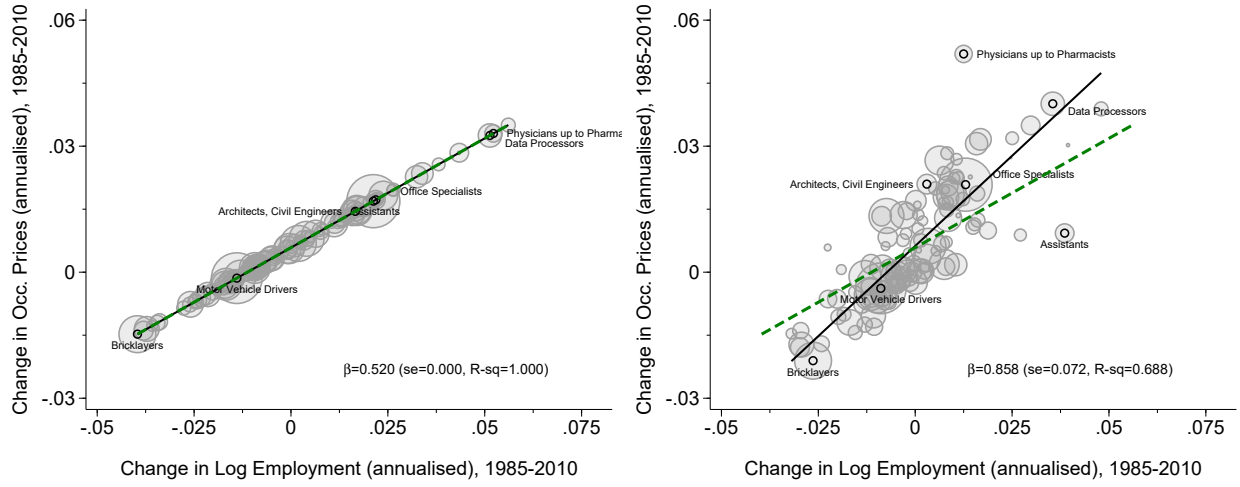 Change in Occ. Prices (annualised), 1985-2010
.06
.03
0
-.03
Physicians up to Pharma
Data Processors
Office Specialists
Architects, Civil Engineers
Assistants
Motor Vehicle Drivers
Bricklayers
β=0.520 (se=0.000, R-sq=1.000)
-.05 -.025 0 .025 .05 .075
Change in Log Employment (annualised), 1985-2010
Change in Occ. Prices (annualised), 1985-2010
.06
.03
0
-.03
Physicians up to Pharmacists
Data Processors
Office Specialists
Architects, Civil Engineers
Assistants
Motor Vehicle Drivers
Bricklayers
β=0.858 (se=0.072, R-sq=0.688)
-.05 -.025 0 .025 .05 .075
Change in Log Employment (annualised), 1985-2010